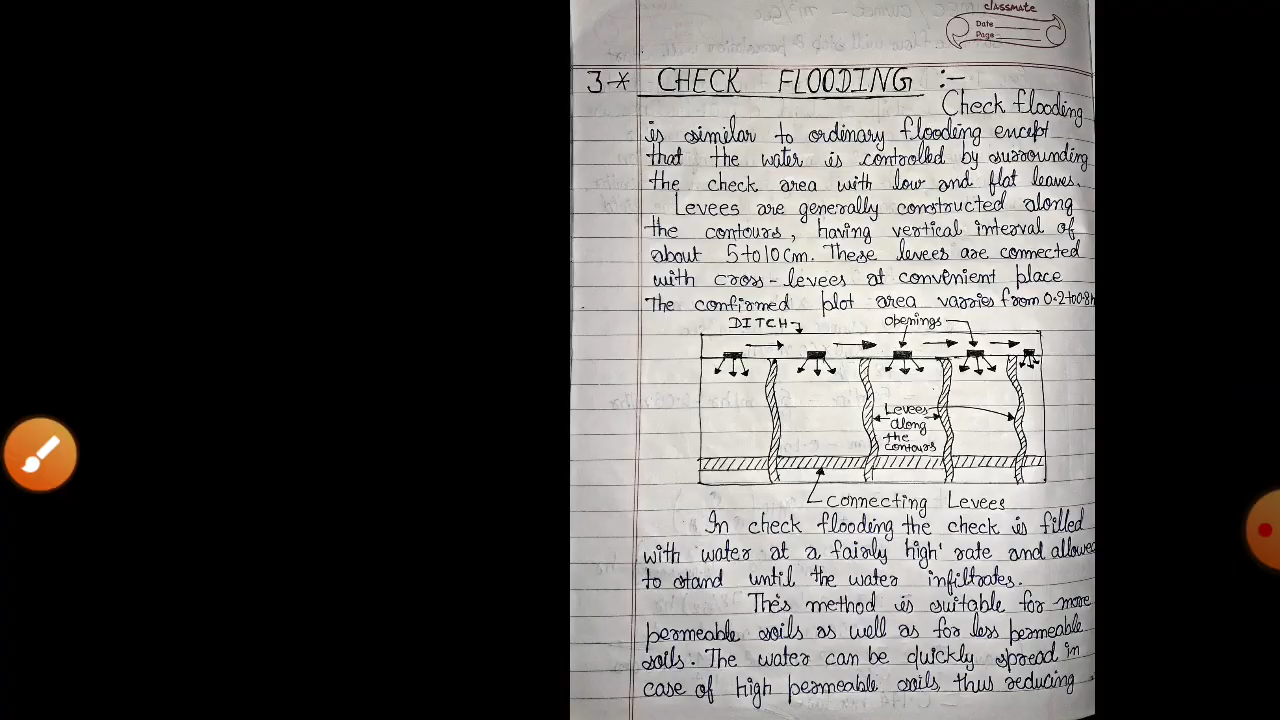 classmate
Date
Page
3* CHECK FLOODING :-
Check flooding
is similar to ordinary flooding encept
that the water is controlled by surrounding
the check area with low and flat leaves.
Levees are generally constructed along
the contours, having vertical interval of
about 5 to 10 cm. These levees are connected
with cross-levees at convenient place
The confirmed plot area varries from 0.2 to 0.8h
DITCH
openings
Levees
along
the
contours
Connecting Levees
In check flooding the check is filled
with water at a fairly high' rate and allowed
to stand until the water infiltrates.
This method is suitable for more
permeable soils as well as for less permeable
soils. The water can be quickly spread in
case of high permeable soils, thus reducing